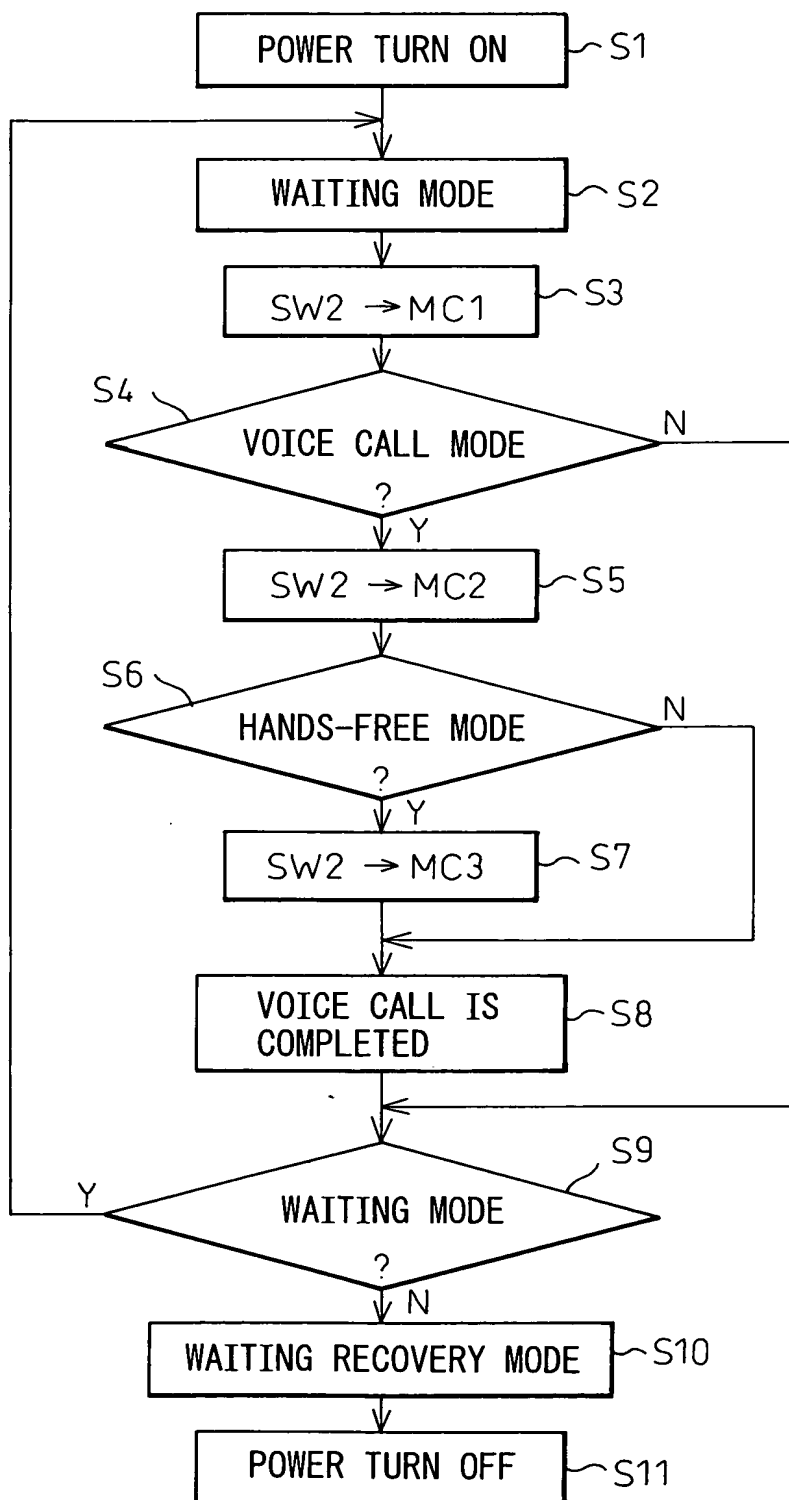 POWER TURN ON
S1
WAITING MODE
S2
SW2 → MC1
S3
S4
VOICE CALL MODE
?
N
Y
SW2 → MC2
S5
S6
HANDS-FREE MODE
?
N
Y
SW2 → MC3
S7
VOICE CALL IS
COMPLETED
S8
S9
Y
WAITING MODE
?
N
WAITING RECOVERY MODE
S10
POWER TURN OFF
S11